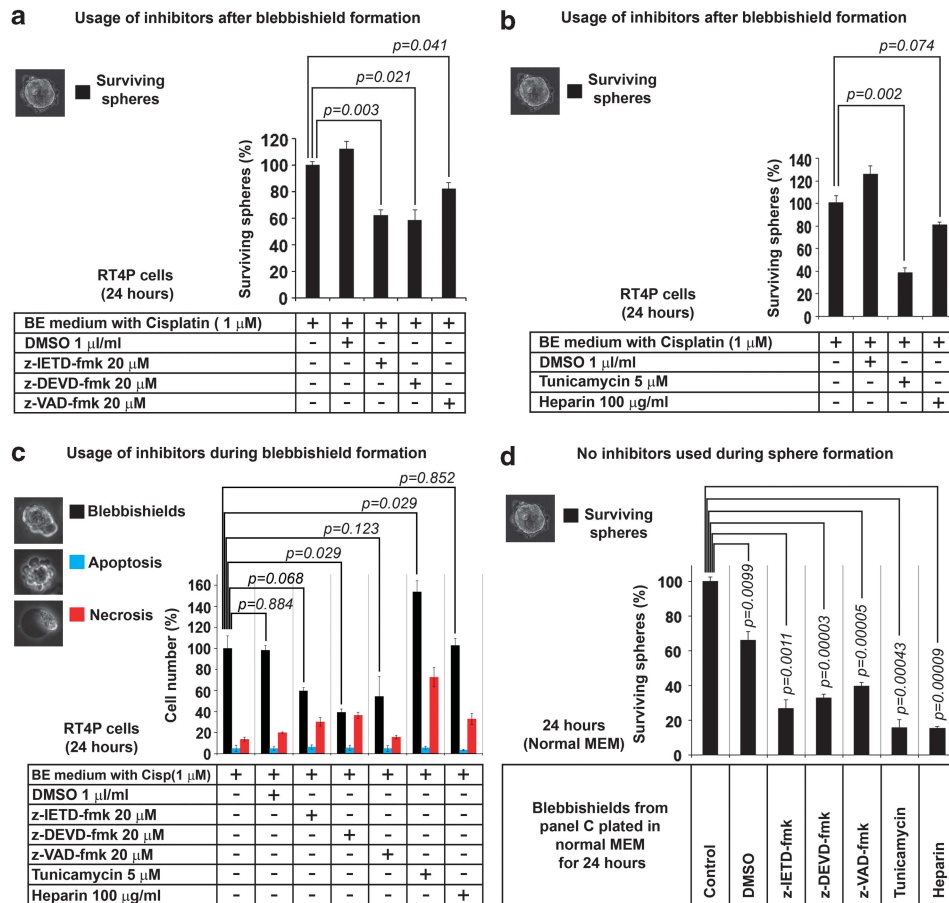 a
Usage of inhibitors after blebbishield formation
p=0.041
p=0.021
p=0.003
Surviving
spheres
Surviving spheres (%)
120
100
80
60
40
20
0
RT4P cells
(24 hours)
BE medium with Cisplatin ( 1 μM) + + + + +
DMSO 1 μl/ml - + - - -
z-IETD-fmk 20 μM - - + - -
z-DEVD-fmk 20 μM - - - + -
z-VAD-fmk 20 μM - - - - +
b
Usage of inhibitors after blebbishield formation
p=0.074
p=0.002
Surviving
spheres
Surviving spheres (%)
140
120
100
80
60
40
20
0
RT4P cells
(24 hours)
BE medium with Cisplatin (1 μM) + + + +
DMSO 1 μl/ml - + - -
Tunicamycin 5 μM - - + -
Heparin 100 μg/ml - - - +
c
Usage of inhibitors during blebbishield formation
p=0.852
p=0.029
p=0.123
p=0.029
p=0.068
p=0.884
Blebbishields
Apoptosis
Necrosis
Cell number (%)
160
140
120
100
80
60
40
20
0
RT4P cells
(24 hours)
BE medium with Cisp(1 μM) + + + + + + +
DMSO 1 μl/ml - + - - - - -
z-IETD-fmk 20 μM - - + - - - -
z-DEVD-fmk 20 μM - - - + - - -
z-VAD-fmk 20 μM - - - - + - -
Tunicamycin 5 μM - - - - - + -
Heparin 100 μg/ml - - - - - - +
d
No inhibitors used during sphere formation
Surviving
spheres
Surviving spheres (%)
100
80
60
40
20
0
p=0.0099
p=0.0011
p=0.00003
p=0.00005
p=0.00043
p=0.00009
24 hours
(Normal MEM)
Blebbishields from
panel C plated in
normal MEM
for 24 hours
Control
DMSO
z-IETD-fmk
z-DEVD-fmk
z-VAD-fmk
Tunicamycin
Heparin